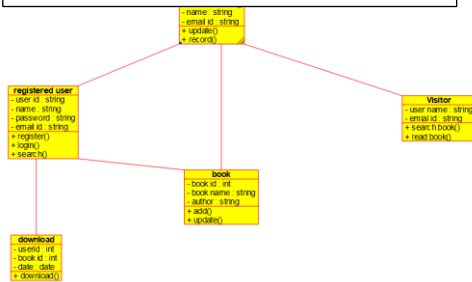 - name : string
- email id : string
+ update()
+ record()
registered user
- user id : string
- name : string
- password : string
- email id : string
+ register()
+ login()
+ search()
Visitor
- user name : string
- emial id : string
+ search book()
+ read book()
book
- book id : int
- book name : string
- author : string
+ add()
+ update()
download
- userid : int
- book id : int
- date : date
+ download()